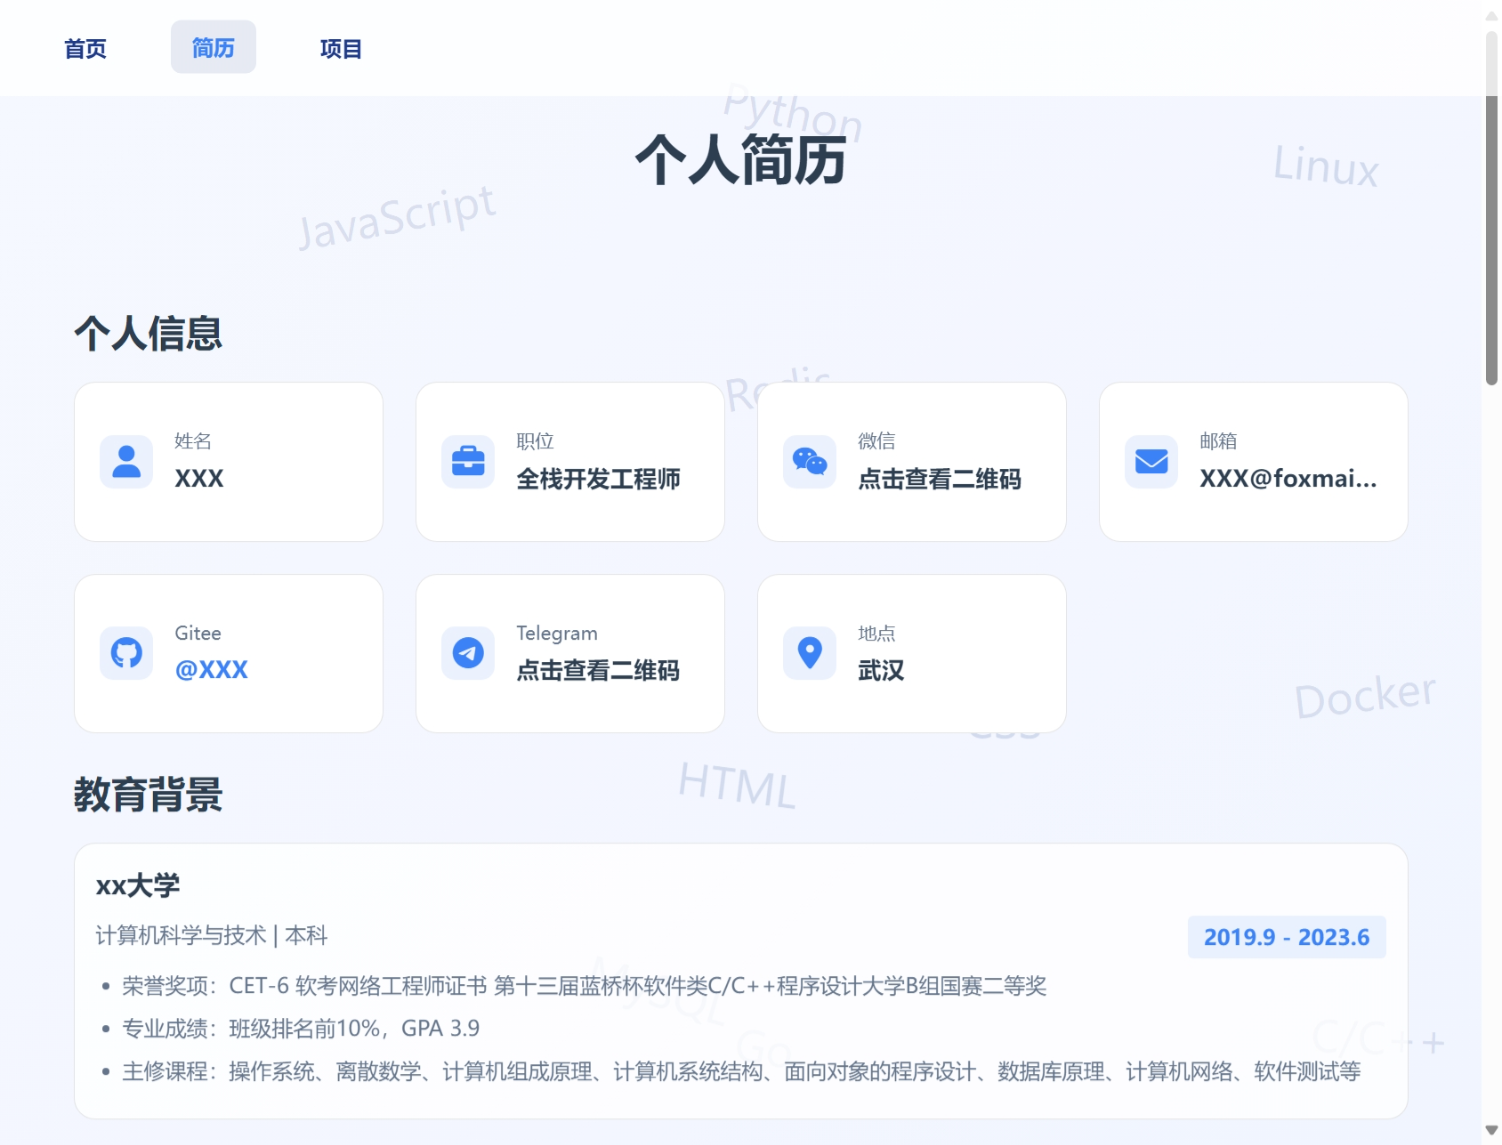 首页 简历 项目
Python
个人简历
Linux
JavaScript
个人信息
Redis
姓名
XXX
职位
全栈开发工程师
微信
点击查看二维码
邮箱
XXX@foxmai...
Gitee
@XXX
Telegram
点击查看二维码
地点
武汉
Docker
CSS
HTML
教育背景
xx大学
计算机科学与技术 | 本科
2019.9 - 2023.6
• 荣誉奖项：CET-6 软考网络工程师证书 第十三届蓝桥杯软件类C/C++程序设计大学B组国赛二等奖
MySQL
• 专业成绩：班级排名前10%，GPA 3.9
Go
C/C++
• 主修课程：操作系统、离散数学、计算机组成原理、计算机系统结构、面向对象的程序设计、数据库原理、计算机网络、软件测试等